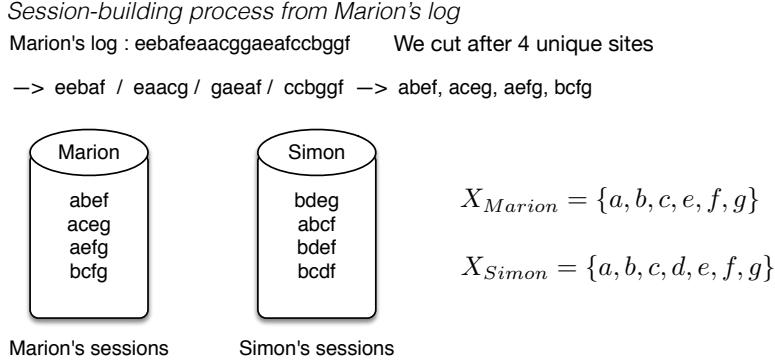 Session-building process from Marion's log
Marion's log : eebafeaacggaeafccbggf We cut after 4 unique sites
—> eebaf / eaacg / gaeaf / ccbggf —> abef, aceg, aefg, bcfg
Marion Simon
abef bdeg
aceg abcf
aefg bdef
bcfg bcdf
X_{Marion} = {a, b, c, e, f, g}
X_{Simon} = {a, b, c, d, e, f, g}
Marion's sessions Simon's sessions